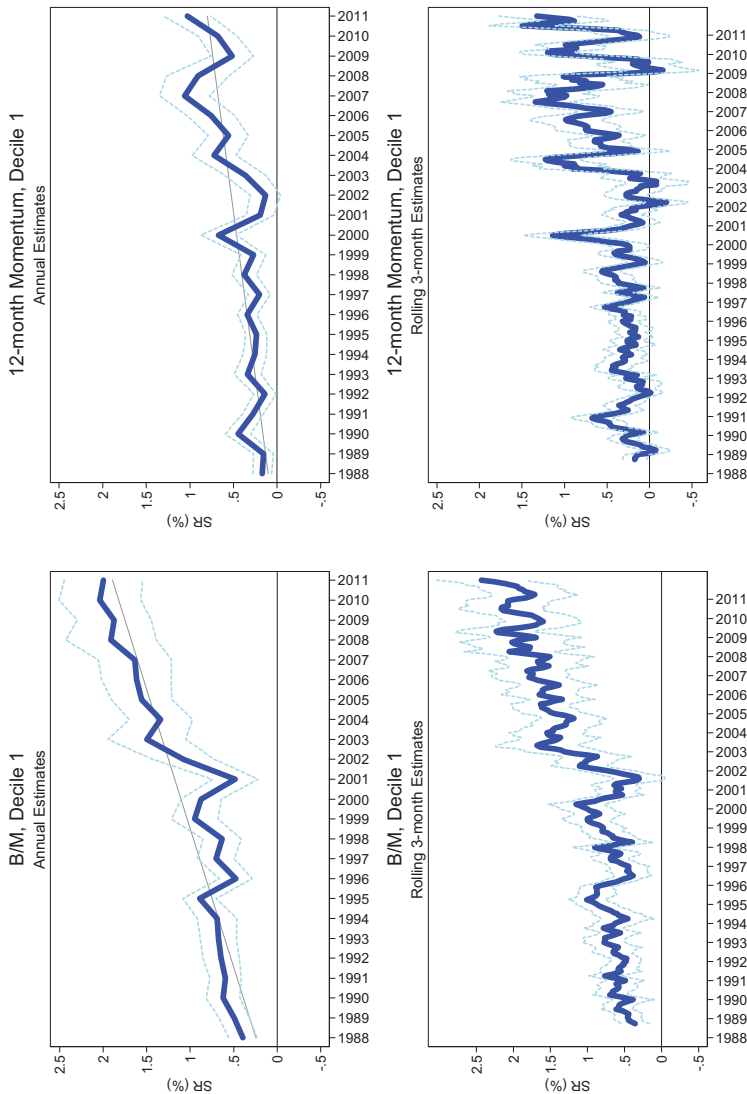 B/M, Decile 1
Annual Estimates
SR (%)
2.5
2
1.5
1
.5
0
-.5
1988 1989 1990 1991 1992 1993 1994 1995 1996 1997 1998 1999 2000 2001 2002 2003 2004 2005 2006 2007 2008 2009 2010 2011
12-month Momentum, Decile 1
Annual Estimates
SR (%)
2.5
2
1.5
1
.5
0
-.5
1988 1989 1990 1991 1992 1993 1994 1995 1996 1997 1998 1999 2000 2001 2002 2003 2004 2005 2006 2007 2008 2009 2010 2011
B/M, Decile 1
Rolling 3-month Estimates
SR (%)
2.5
2
1.5
1
.5
0
-.5
1988 1989 1990 1991 1992 1993 1994 1995 1996 1997 1998 1999 2000 2001 2002 2003 2004 2005 2006 2007 2008 2009 2010 2011
12-month Momentum, Decile 1
Rolling 3-month Estimates
SR (%)
2.5
2
1.5
1
.5
0
-.5
1988 1989 1990 1991 1992 1993 1994 1995 1996 1997 1998 1999 2000 2001 2002 2003 2004 2005 2006 2007 2008 2009 2010 2011